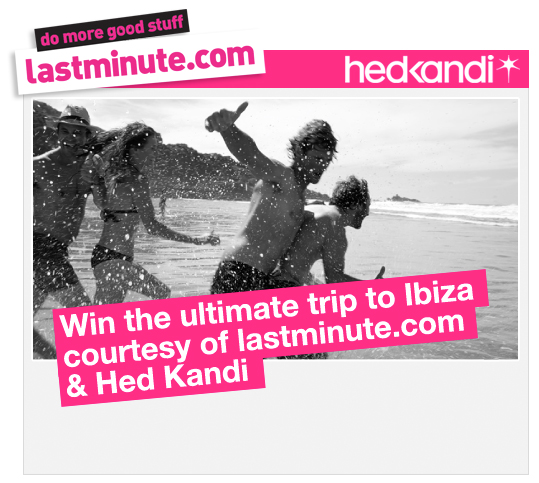 do more good stuff
lastminute.com
hedkandi
Win the ultimate trip to Ibiza
courtesy of lastminute.com
& Hed Kandi